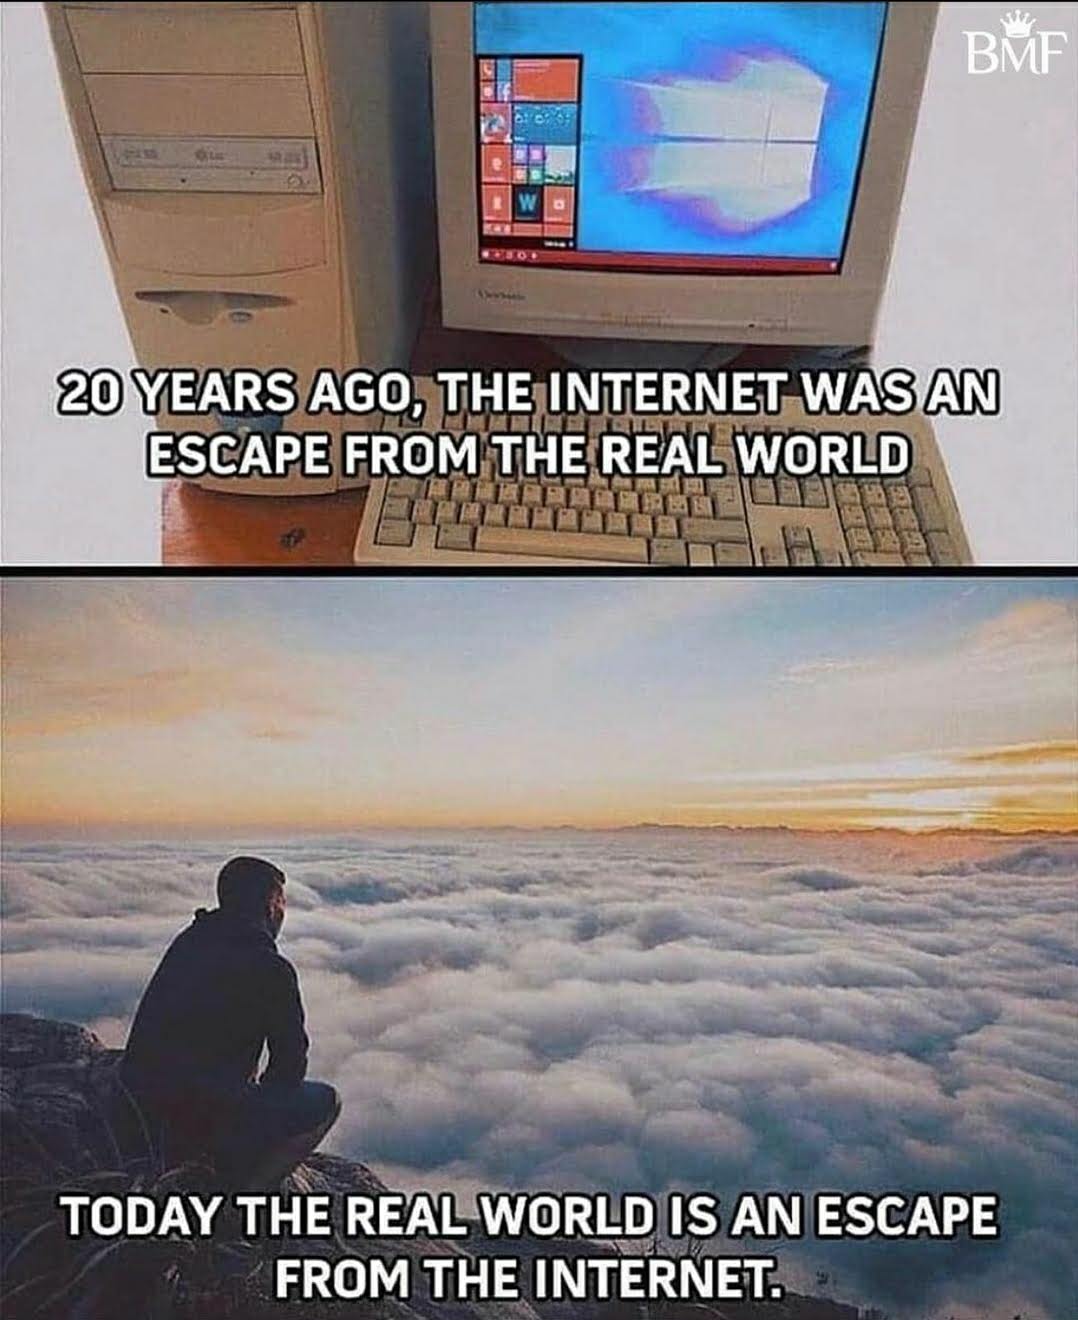 BMF
20 YEARS AGO, THE INTERNET WAS AN
ESCAPE FROM THE REAL WORLD
TODAY THE REAL WORLD IS AN ESCAPE
FROM THE INTERNET.